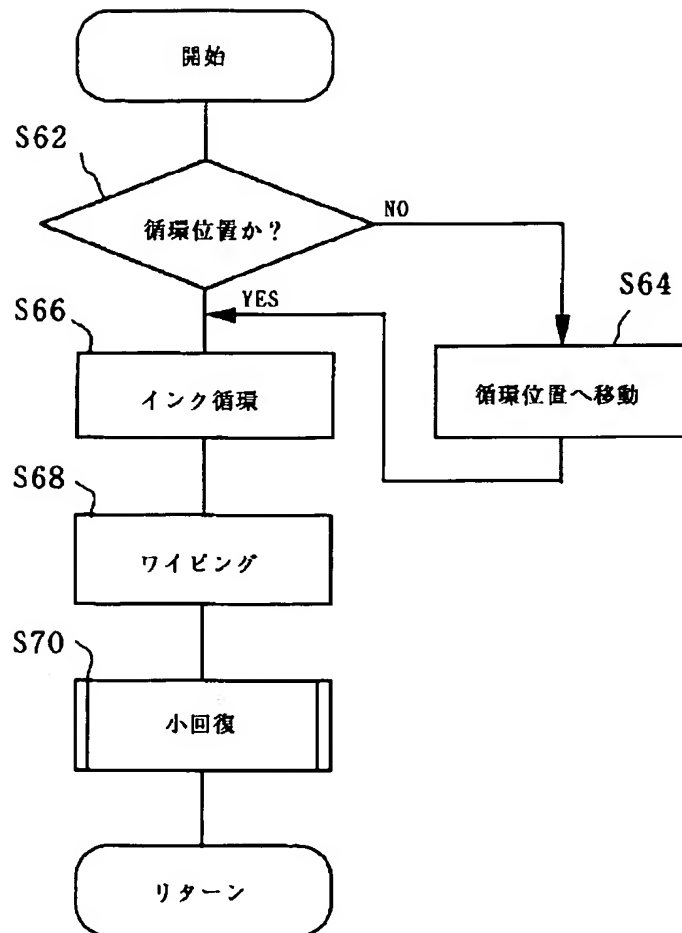 開始
S62
循環位置か?
NO
YES
S64
循環位置へ移動
S66
インク循環
S68
ワイピング
S70
小回復
リターン